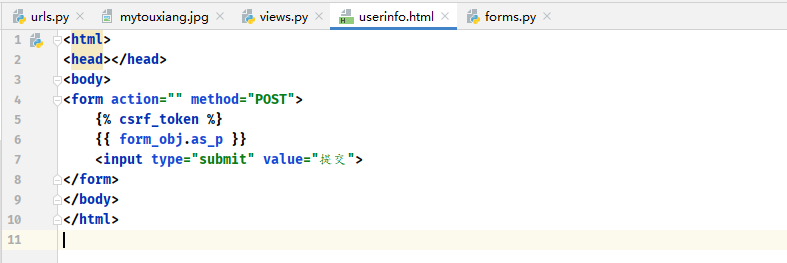 urls.py mytouxiang.jpg views.py userinfo.html forms.py
1 <html>
2 <head></head>
3 <body>
4 <form action="" method="POST">
5 {% csrf_token %}
6 {{ form_obj.as_p }}
7 <input type="submit" value="提交">
8 </form>
9 </body>
10 </html>
11